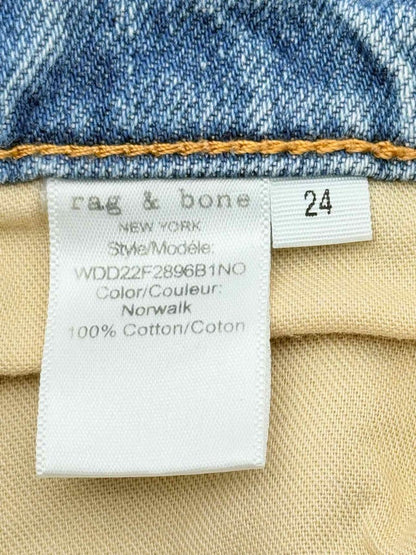 rag & bone
NEW YORK
Style/Modèle:
WDD22F2896B1NO
Color/Couleur:
Norwalk
100% Cotton/Coton
24